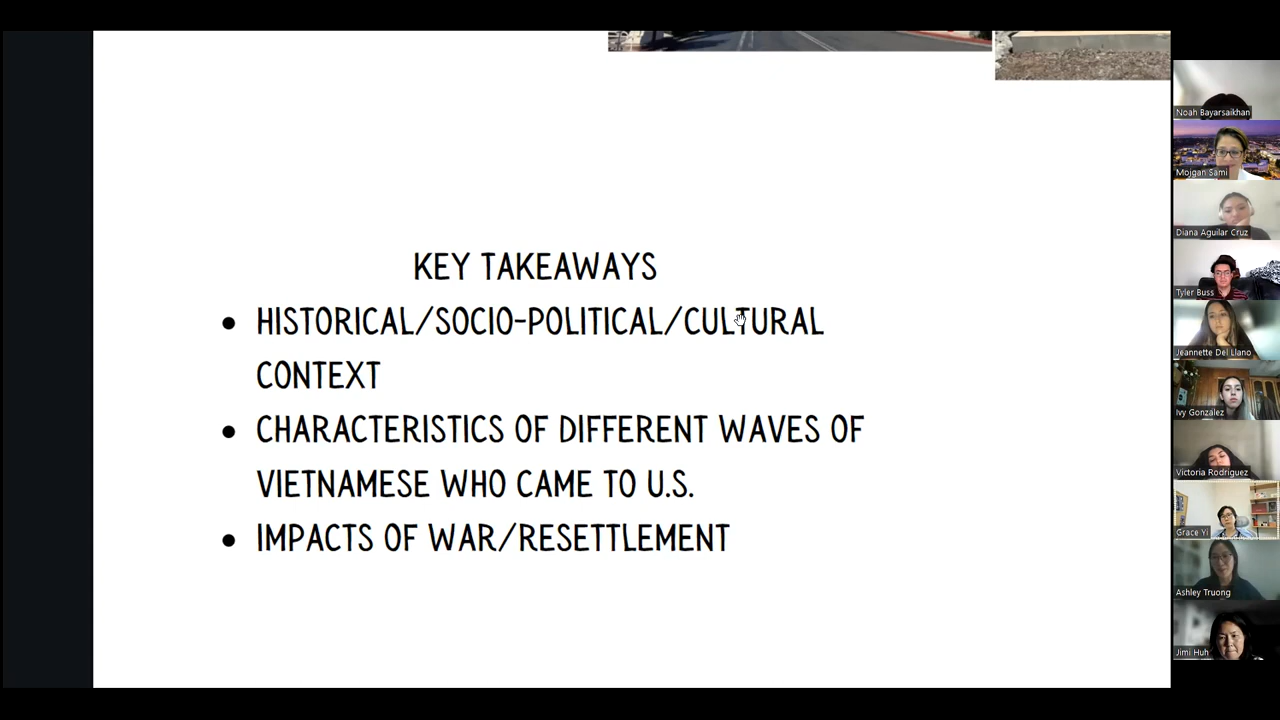 KEY TAKEAWAYS
HISTORICAL/SOCIO-POLITICAL/CULTURAL
CONTEXT
CHARACTERISTICS OF DIFFERENT WAVES OF
VIETNAMESE WHO CAME TO U.S.
IMPACTS OF WAR/RESETTLEMENT
Noah Bayarsaikhan
Mojgan Sami
Diana Aguilar Cruz
Tyler Buss
Jeannette Del Llano
Ivy Gonzalez
Victoria Rodriguez
Grace Yi
Ashley Truong
Jimi Huh